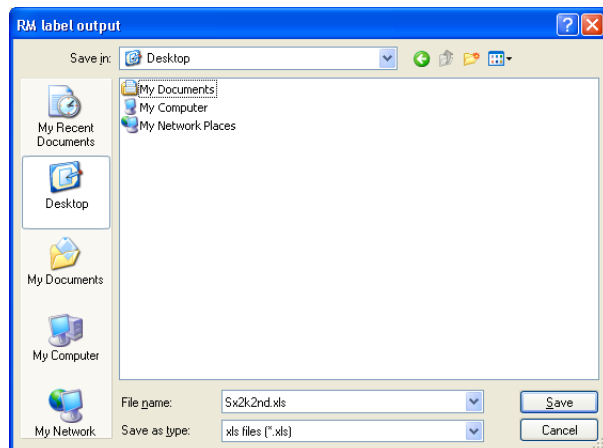 RM label output
Save in:
Desktop
My Documents
My Computer
My Network Places
My Recent
Documents
Desktop
My Documents
My Computer
My Network
File name:
Sx2k2nd.xls
Save
Save as type:
xls files (*.xls)
Cancel